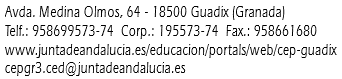 Avda. Medina Olmos, 64 - 18500 Guadix (Granada)
Telf.: 958699573-74 Corp.: 195573-74 Fax.: 958661680
www.juntadeandalucia.es/educacion/portals/web/cep-guadix
cepgr3.ced@juntadeandalucia.es